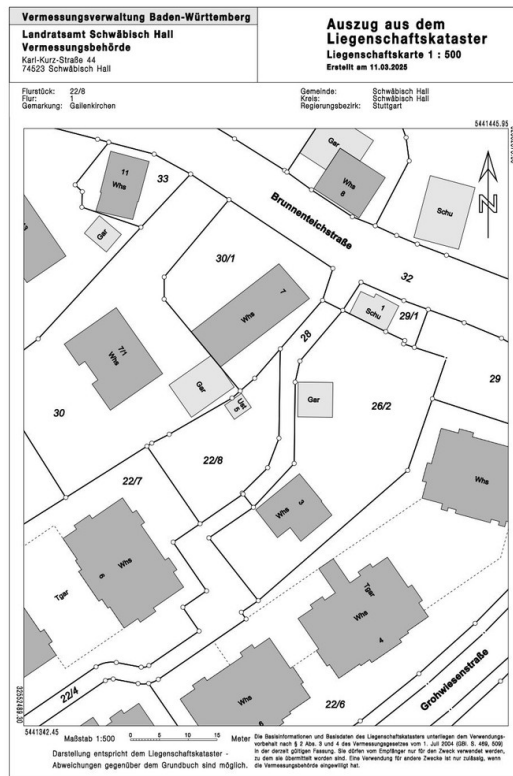 Vermessungsverwaltung Baden-Württemberg
Landratsamt Schwäbisch Hall
Vermessungsbehörde
Karl-Kurz-Straße 44
74523 Schwäbisch Hall
Auszug aus dem
Liegenschaftskataster
Liegenschaftskarte 1 : 500
Erstellt am 11.03.2025
Flurstück: 22/8
Flur: 1
Gemarkung: Gailenkirchen
Gemeinde: Schwäbisch Hall
Kreis: Schwäbisch Hall
Regierungsbezirk: Stuttgart
5441445.95
11
Whs
33
Gar
Gar
Whs
8
Schu
N
Brunnenteichstraße
30/1
32
7
Whs
1
Schu
29/1
28
7/1
Whs
29
30
Gar
Ust
5
Gar
26/2
22/8
22/7
Whs
3
Whs
Whs
6
Tgar
Tgar
Whs
4
22/4
Whs
22/6
Grohwiesenstraße
32552489.30
5441342.45
Maßstab 1:500
0
5
10
15
Meter
Darstellung entspricht dem Liegenschaftskataster -
Abweichungen gegenüber dem Grundbuch sind möglich.
Die Basisinformationen und Basisdaten des Liegenschaftskatasters unterliegen dem Verwendungs-
vorbehalt nach § 2 Abs. 3 und 4 des Vermessungsgesetzes vom 1. Juli 2004 (GBl. S. 469, 509)
in der derzeit gültigen Fassung. Sie dürfen vom Empfänger nur für den Zweck verwendet werden,
zu dem sie übermittelt worden sind. Eine Verwendung für andere Zwecke ist nur zulässig, wenn
die Vermessungsbehörde eingewilligt hat.